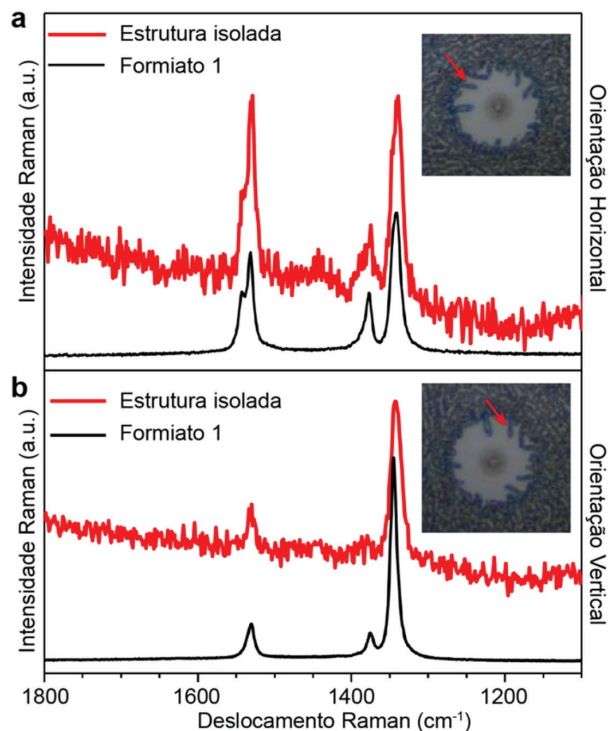 a
Estrutura isolada
Formiato 1
Intensidade Raman (a.u.)
Orientação Horizontal
b
Estrutura isolada
Formiato 1
Intensidade Raman (a.u.)
Orientação Vertical
1800 1600 1400 1200
Deslocamento Raman (cm⁻¹)